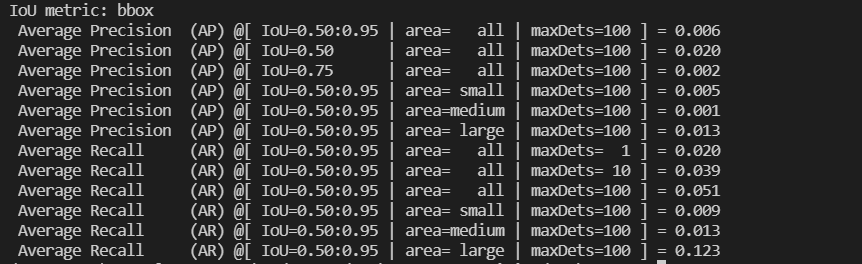 IoU metric: bbox
 Average Precision  (AP) @[ IoU=0.50:0.95 | area=   all | maxDets=100 ] = 0.006
 Average Precision  (AP) @[ IoU=0.50      | area=   all | maxDets=100 ] = 0.020
 Average Precision  (AP) @[ IoU=0.75      | area=   all | maxDets=100 ] = 0.002
 Average Precision  (AP) @[ IoU=0.50:0.95 | area= small | maxDets=100 ] = 0.005
 Average Precision  (AP) @[ IoU=0.50:0.95 | area=medium | maxDets=100 ] = 0.001
 Average Precision  (AP) @[ IoU=0.50:0.95 | area= large | maxDets=100 ] = 0.013
 Average Recall     (AR) @[ IoU=0.50:0.95 | area=   all | maxDets=  1 ] = 0.020
 Average Recall     (AR) @[ IoU=0.50:0.95 | area=   all | maxDets= 10 ] = 0.039
 Average Recall     (AR) @[ IoU=0.50:0.95 | area=   all | maxDets=100 ] = 0.051
 Average Recall     (AR) @[ IoU=0.50:0.95 | area= small | maxDets=100 ] = 0.009
 Average Recall     (AR) @[ IoU=0.50:0.95 | area=medium | maxDets=100 ] = 0.013
 Average Recall     (AR) @[ IoU=0.50:0.95 | area= large | maxDets=100 ] = 0.123